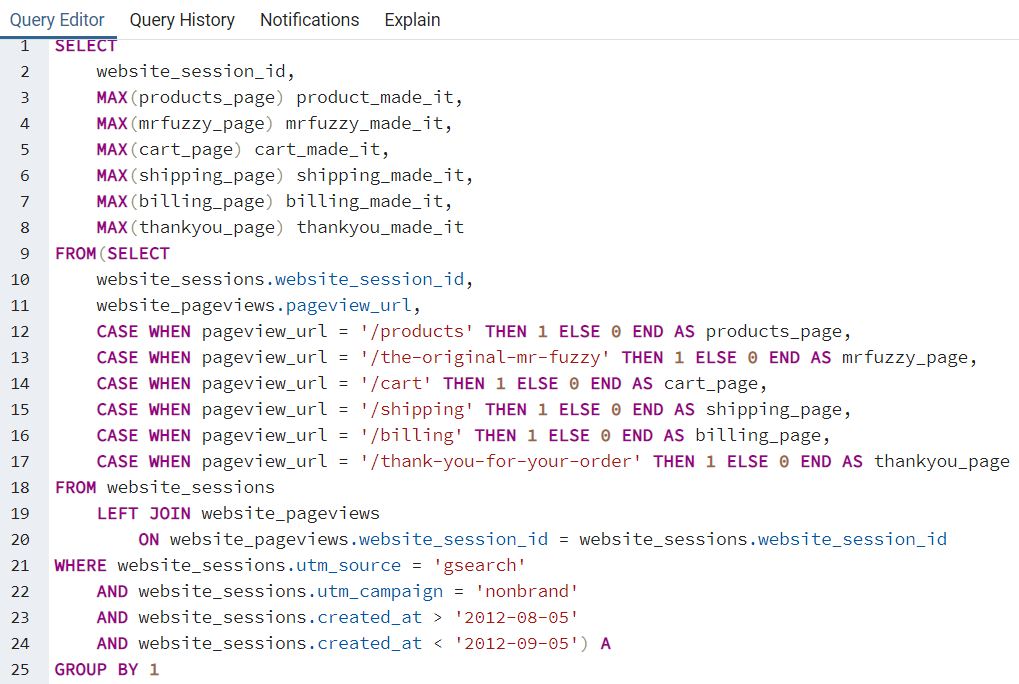 Query Editor Query History Notifications Explain
1 SELECT
2 website_session_id,
3 MAX(products_page) product_made_it,
4 MAX(mrfuzzy_page) mrfuzzy_made_it,
5 MAX(cart_page) cart_made_it,
6 MAX(shipping_page) shipping_made_it,
7 MAX(billing_page) billing_made_it,
8 MAX(thankyou_page) thankyou_made_it
9 FROM(SELECT
10 website_sessions.website_session_id,
11 website_pageviews.pageview_url,
12 CASE WHEN pageview_url = '/products' THEN 1 ELSE 0 END AS products_page,
13 CASE WHEN pageview_url = '/the-original-mr-fuzzy' THEN 1 ELSE 0 END AS mrfuzzy_page,
14 CASE WHEN pageview_url = '/cart' THEN 1 ELSE 0 END AS cart_page,
15 CASE WHEN pageview_url = '/shipping' THEN 1 ELSE 0 END AS shipping_page,
16 CASE WHEN pageview_url = '/billing' THEN 1 ELSE 0 END AS billing_page,
17 CASE WHEN pageview_url = '/thank-you-for-your-order' THEN 1 ELSE 0 END AS thankyou_page
18 FROM website_sessions
19 LEFT JOIN website_pageviews
20 ON website_pageviews.website_session_id = website_sessions.website_session_id
21 WHERE website_sessions.utm_source = 'gsearch'
22 AND website_sessions.utm_campaign = 'nonbrand'
23 AND website_sessions.created_at > '2012-08-05'
24 AND website_sessions.created_at < '2012-09-05') A
25 GROUP BY 1